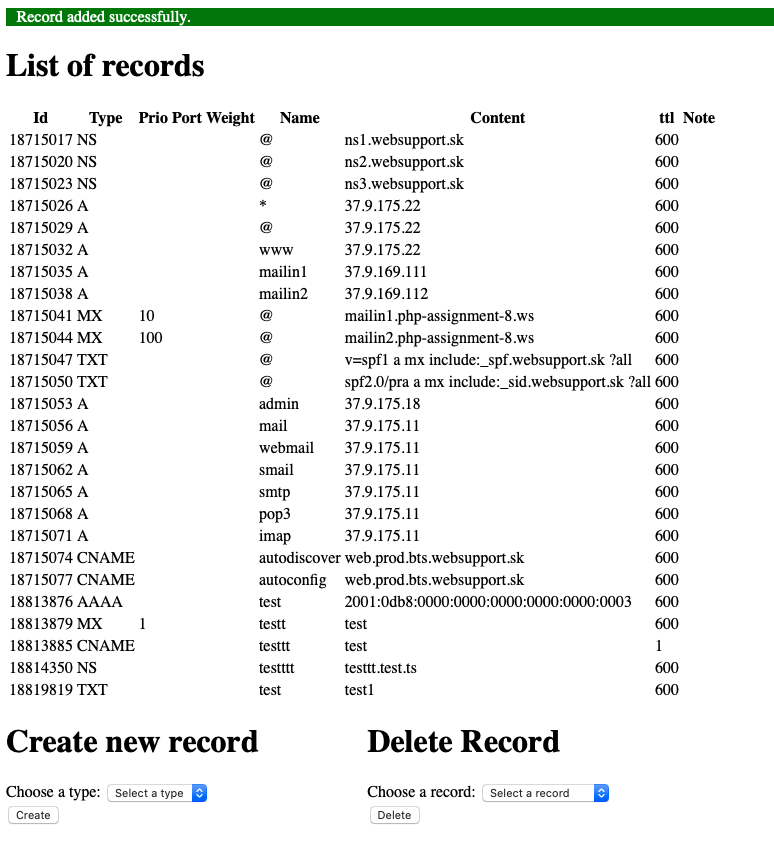 Record added successfully.
List of records
Id Type Prio Port Weight Name Content ttl Note
18715017 NS @ ns1.websupport.sk 600
18715020 NS @ ns2.websupport.sk 600
18715023 NS @ ns3.websupport.sk 600
18715026 A * 37.9.175.22 600
18715029 A @ 37.9.175.22 600
18715032 A www 37.9.175.22 600
18715035 A mailin1 37.9.169.111 600
18715038 A mailin2 37.9.169.112 600
18715041 MX 10 @ mailin1.php-assignment-8.ws 600
18715044 MX 100 @ mailin2.php-assignment-8.ws 600
18715047 TXT @ v=spf1 a mx include:_spf.websupport.sk ?all 600
18715050 TXT @ spf2.0/pra a mx include:_sid.websupport.sk ?all 600
18715053 A admin 37.9.175.18 600
18715056 A mail 37.9.175.11 600
18715059 A webmail 37.9.175.11 600
18715062 A smail 37.9.175.11 600
18715065 A smtp 37.9.175.11 600
18715068 A pop3 37.9.175.11 600
18715071 A imap 37.9.175.11 600
18715074 CNAME autodiscover web.prod.bts.websupport.sk 600
18715077 CNAME autoconfig web.prod.bts.websupport.sk 600
18813876 AAAA test 2001:0db8:0000:0000:0000:0000:0000:0003 600
18813879 MX 1 testt test 600
18813885 CNAME testtt test 1
18814350 NS testttt testtt.test.ts 600
18819819 TXT test test1 600
Create new record
Choose a type: Select a type
Create
Delete Record
Choose a record: Select a record
Delete